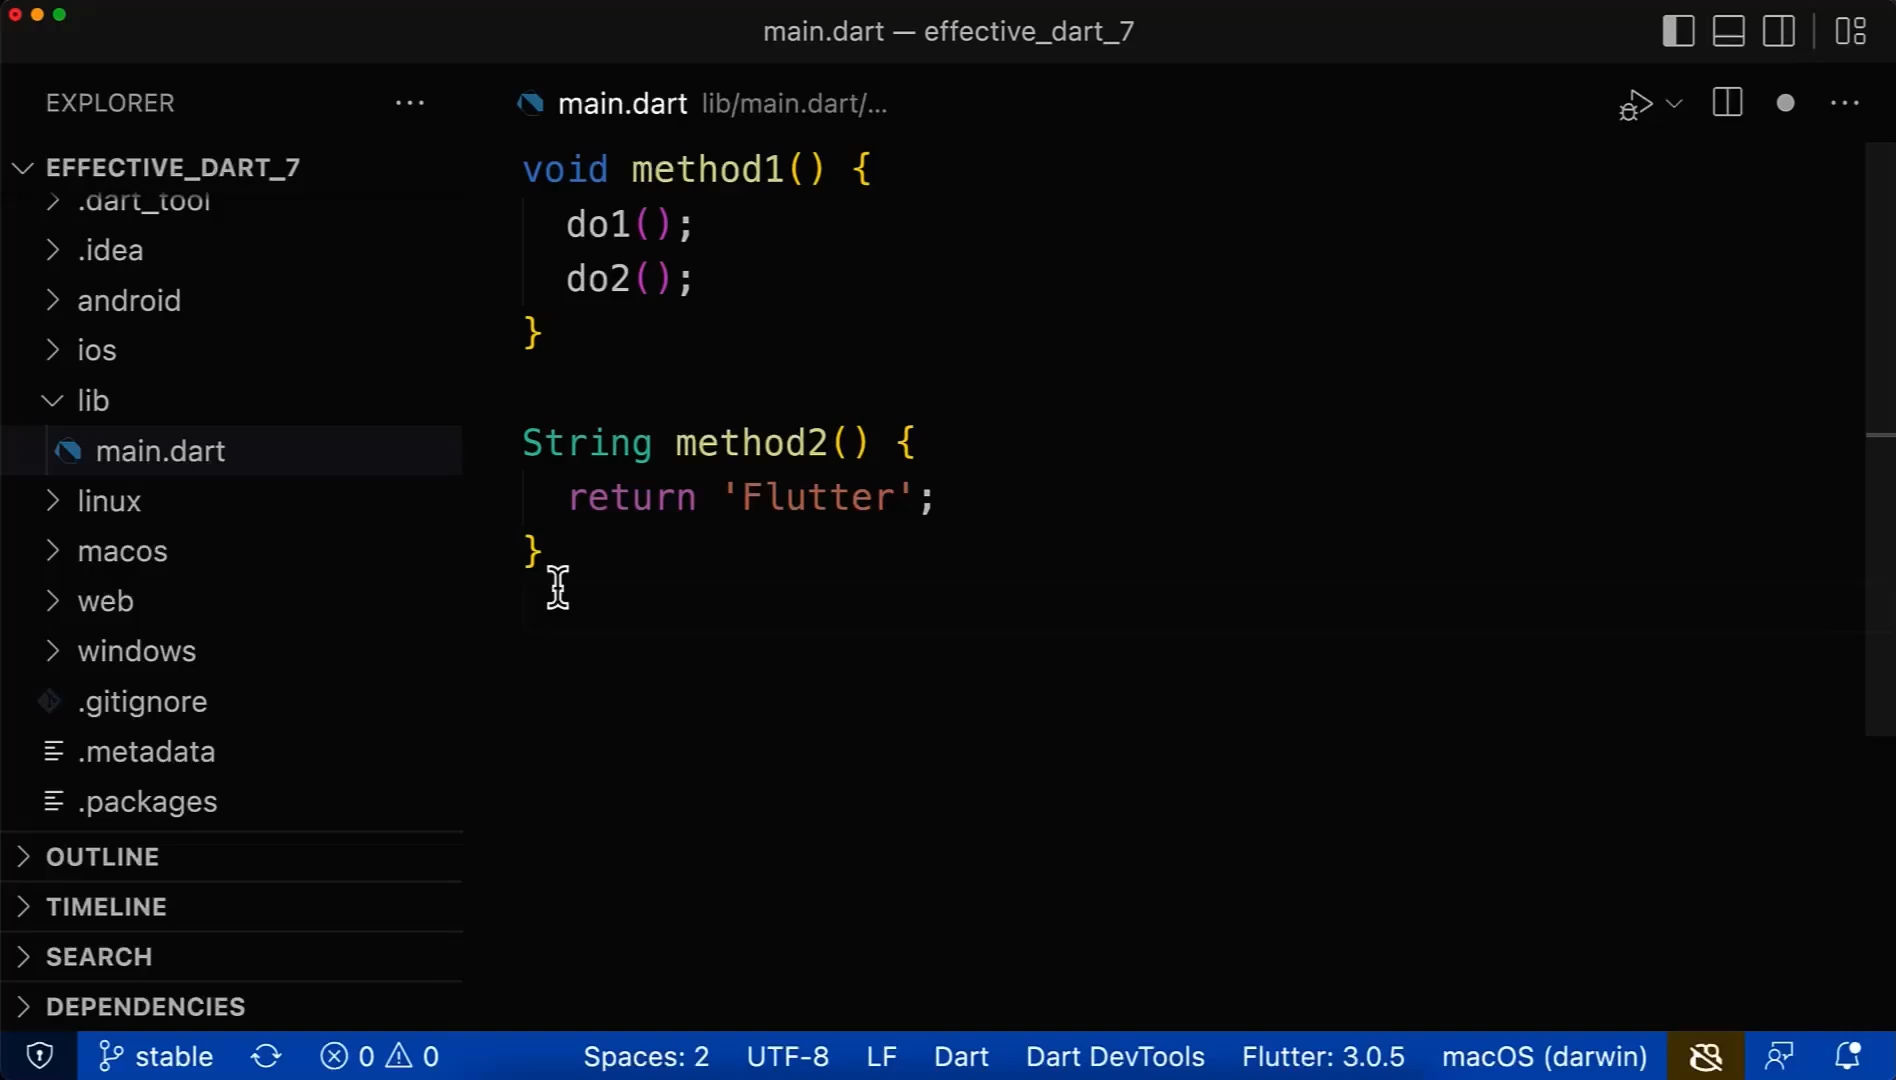 main.dart — effective_dart_7
EXPLORER
main.dart lib/main.dart/...
EFFECTIVE_DART_7
.dart_tool
.idea
android
ios
lib
main.dart
linux
macos
web
windows
.gitignore
.metadata
.packages
OUTLINE
TIMELINE
SEARCH
DEPENDENCIES
void method1() {
  do1();
  do2();
}
String method2() {
  return 'Flutter';
}
stable 0 0 Spaces: 2 UTF-8 LF Dart Dart DevTools Flutter: 3.0.5 macOS (darwin)